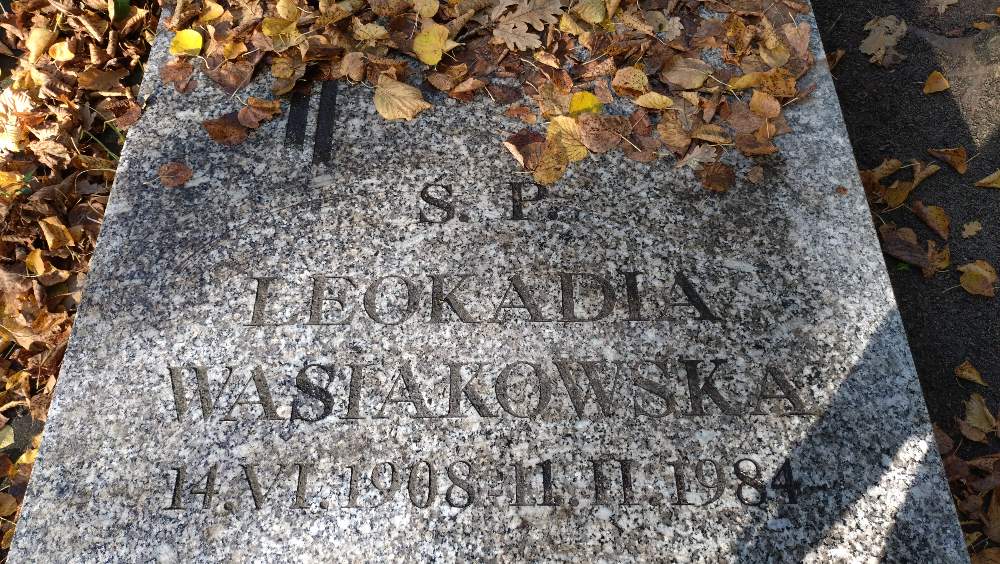 Ś. P.
LEOKADIA
WASIAKOWSKA
14.VI.1908-11.II.1984